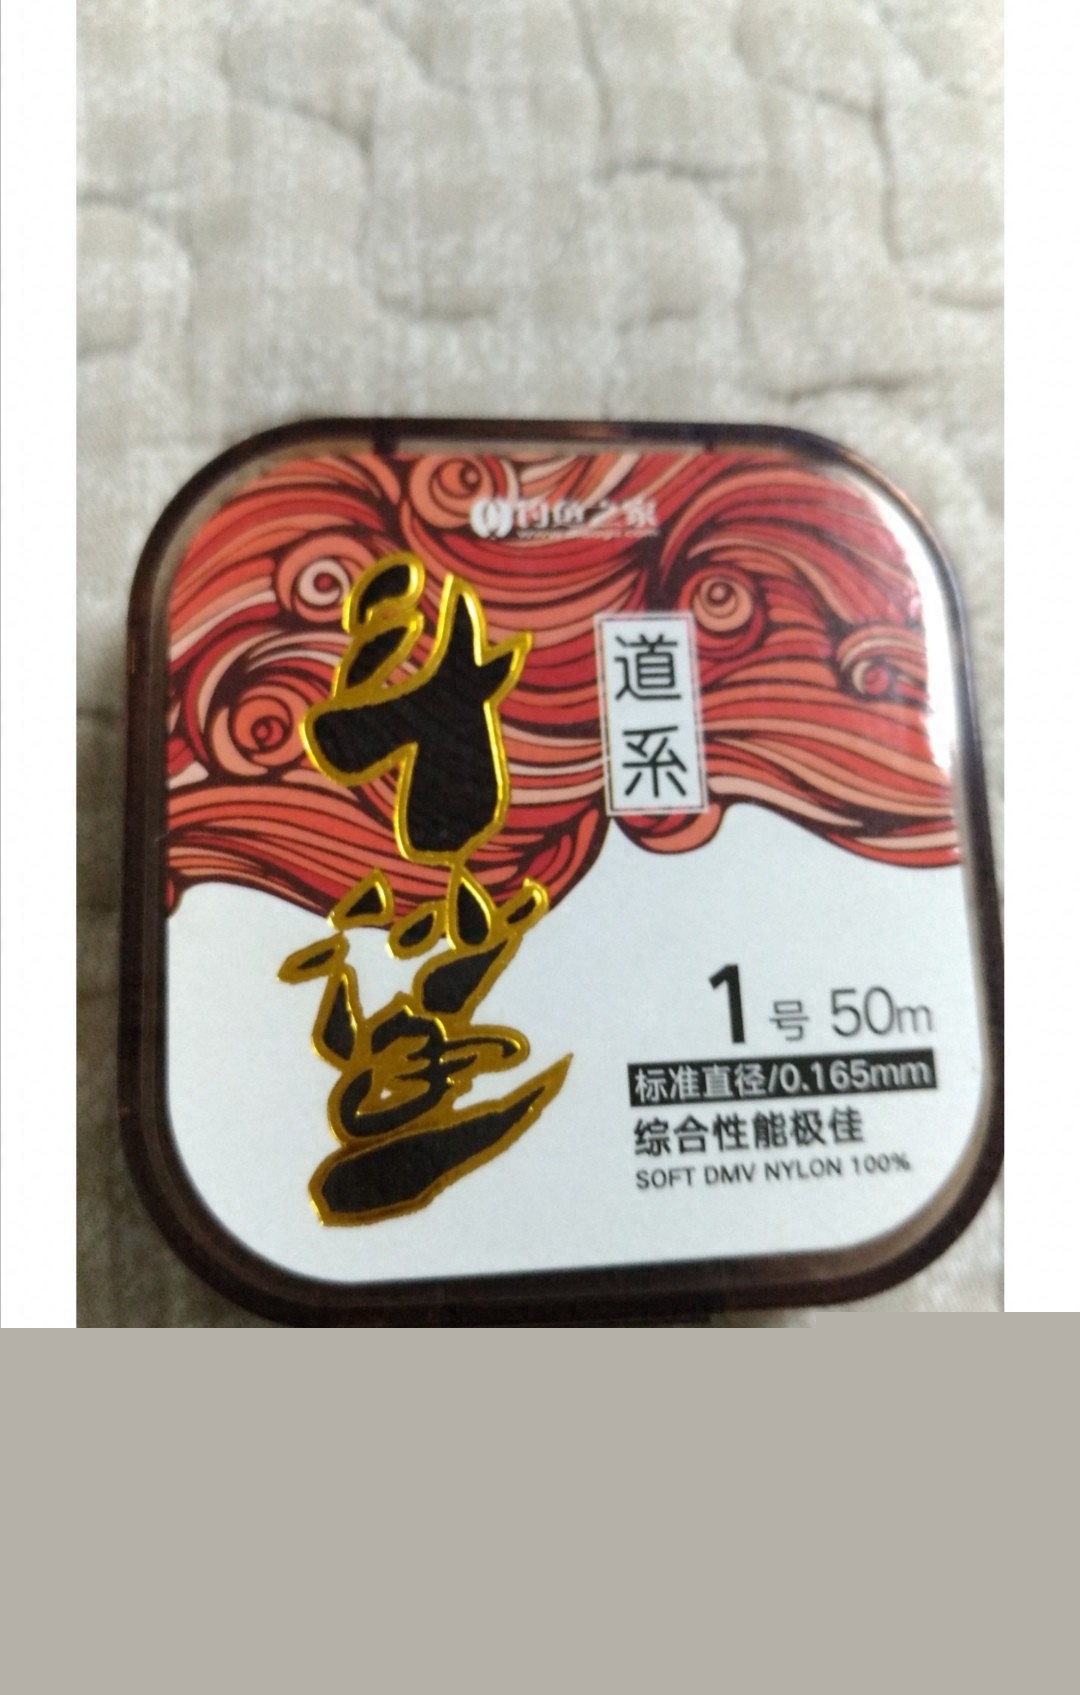 钓鱼之家
斗
道系
1号 50m
标准直径/0.165mm
综合性能极佳
SOFT DMV NYLON 100%